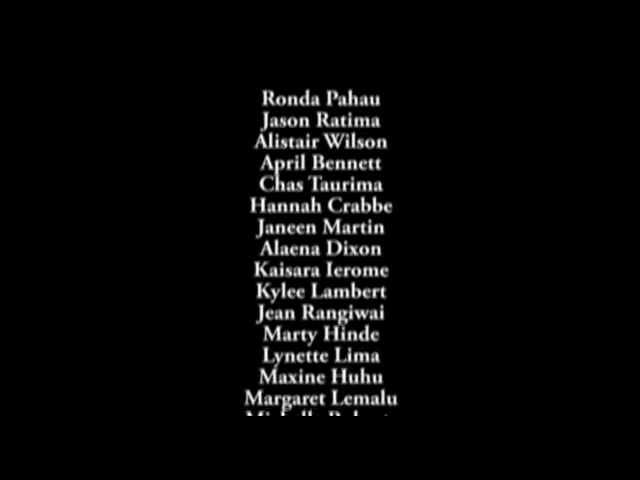 Ronda Pahau
Jason Ratima
Alistair Wilson
April Bennett
Chas Taurima
Hannah Crabbe
Janeen Martin
Alaena Dixon
Kaisara Ierome
Kylee Lambert
Jean Rangiwai
Marty Hinde
Lynette Lima
Maxine Huhu
Margaret Lemalu